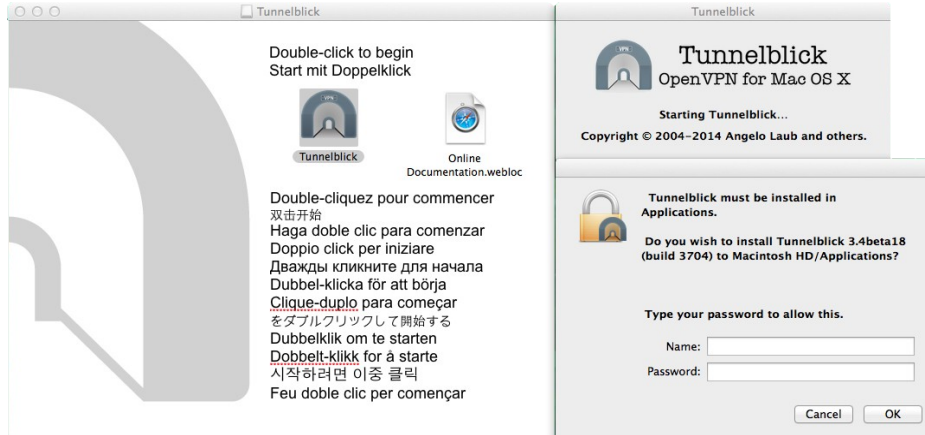 Tunnelblick
Double-click to begin
Start mit Doppelklick
VPN
Tunnelblick
Online
Documentation.webloc
Double-cliquez pour commencer
双击开始
Haga doble clic para comenzar
Doppio click per iniziare
Дважды кликните для начала
Dubbel-klicka för att börja
Clique-duplo para começar
をダブルクリックして開始する
Dubbelklik om te starten
Dobbelt-klikk for å starte
시작하려면 이중 클릭
Feu doble clic per començar
Tunnelblick
VPN
Tunnelblick
OpenVPN for Mac OS X
Starting Tunnelblick...
Copyright © 2004-2014 Angelo Laub and others.
Tunnelblick must be installed in
Applications.
Do you wish to install Tunnelblick 3.4beta18
(build 3704) to Macintosh HD/Applications?
Type your password to allow this.
Name:
Password:
Cancel
OK